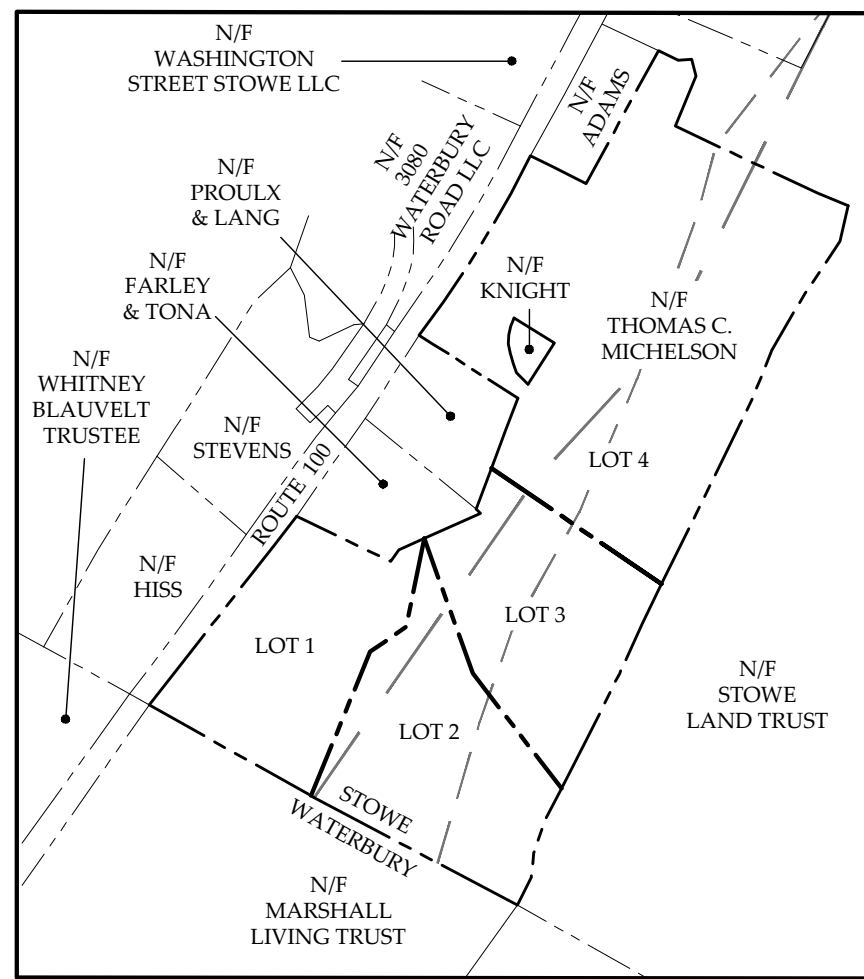 N/F
WASHINGTON
STREET STOWE LLC
N/F
ADAMS
N/F
3080
WATERBURY
ROAD LLC
N/F
PROULX
& LANG
N/F
FARLEY
& TONA
N/F
KNIGHT
N/F
THOMAS C.
MICHELSON
N/F
WHITNEY
BLAUVELT
TRUSTEE
N/F
STEVENS
ROUTE 100
LOT 4
N/F
HISS
LOT 1
LOT 3
LOT 2
N/F
STOWE
LAND TRUST
STOWE
WATERBURY
N/F
MARSHALL
LIVING TRUST